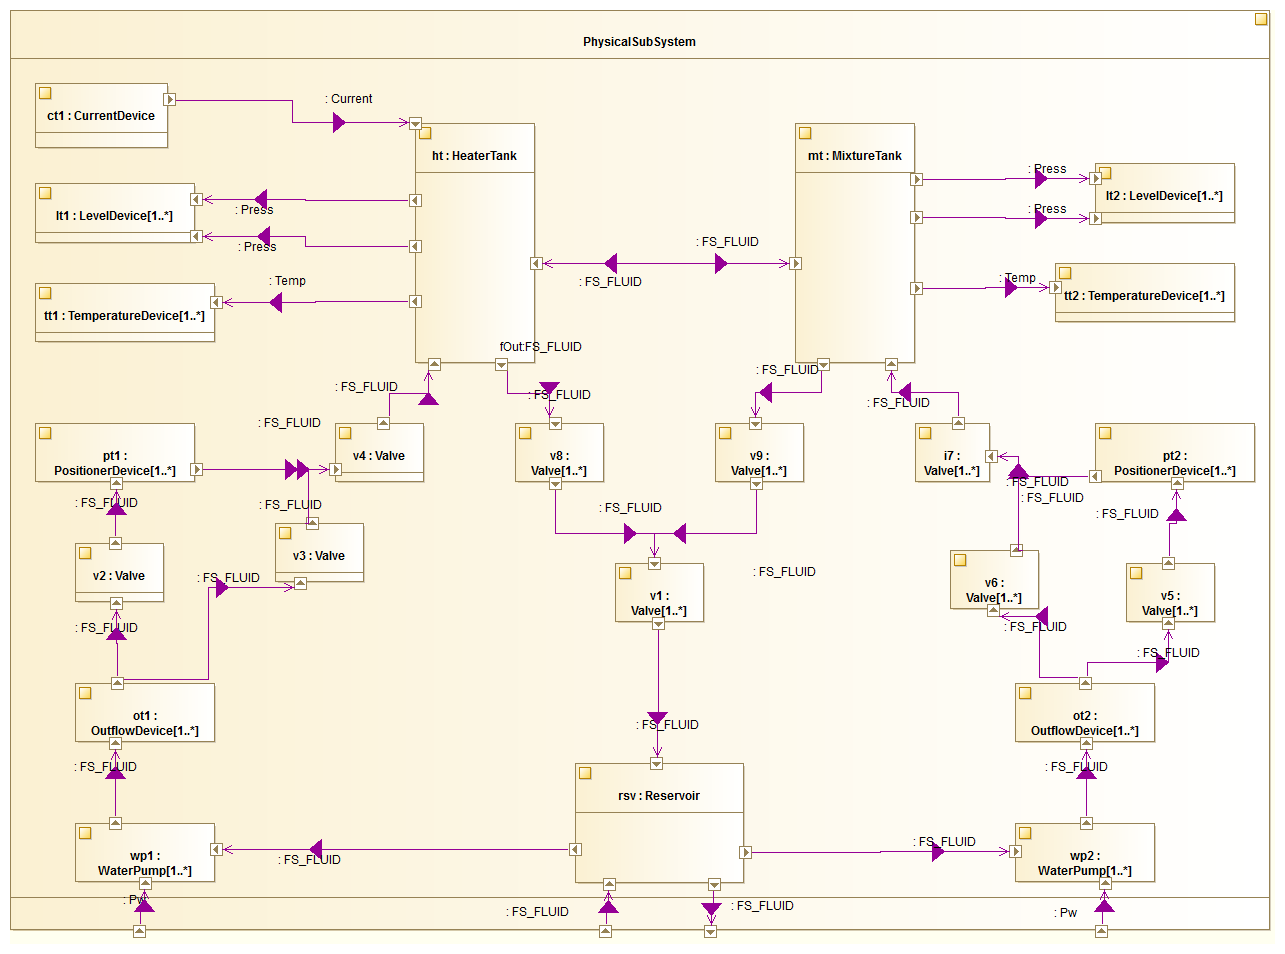 PhysicalSubSystem
ct1 : CurrentDevice
: Current
ht : HeaterTank
mt : MixtureTank
lt1 : LevelDevice[1..*]
: Press
: Press
: Press
: Press
lt2 : LevelDevice[1..*]
tt1 : TemperatureDevice[1..*]
: Temp
: FS_FLUID
: FS_FLUID
: Temp
tt2 : TemperatureDevice[1..*]
fOut:FS_FLUID
: FS_FLUID
: FS_FLUID
: FS_FLUID
: FS_FLUID
: FS_FLUID
pt1 :
PositionerDevice[1..*]
v4 : Valve
v8 :
Valve[1..*]
v9 :
Valve[1..*]
i7 :
Valve[1..*]
pt2 :
PositionerDevice[1..*]
: FS_FLUID
: FS_FLUID
: FS_FLUID
: FS_FLUID
: FS_FLUID
: FS_FLUID
v2 : Valve
v3 : Valve
: FS_FLUID
: FS_FLUID
v1 :
Valve[1..*]
v6 :
Valve[1..*]
v5 :
Valve[1..*]
: FS_FLUID
: FS_FLUID
: FS_FLUID
ot1 :
OutflowDevice[1..*]
: FS_FLUID
ot2 :
OutflowDevice[1..*]
: FS_FLUID
: FS_FLUID
rsv : Reservoir
wp1 :
WaterPump[1..*]
: FS_FLUID
: FS_FLUID
wp2 :
WaterPump[1..*]
: Pw
: FS_FLUID
: FS_FLUID
: Pw